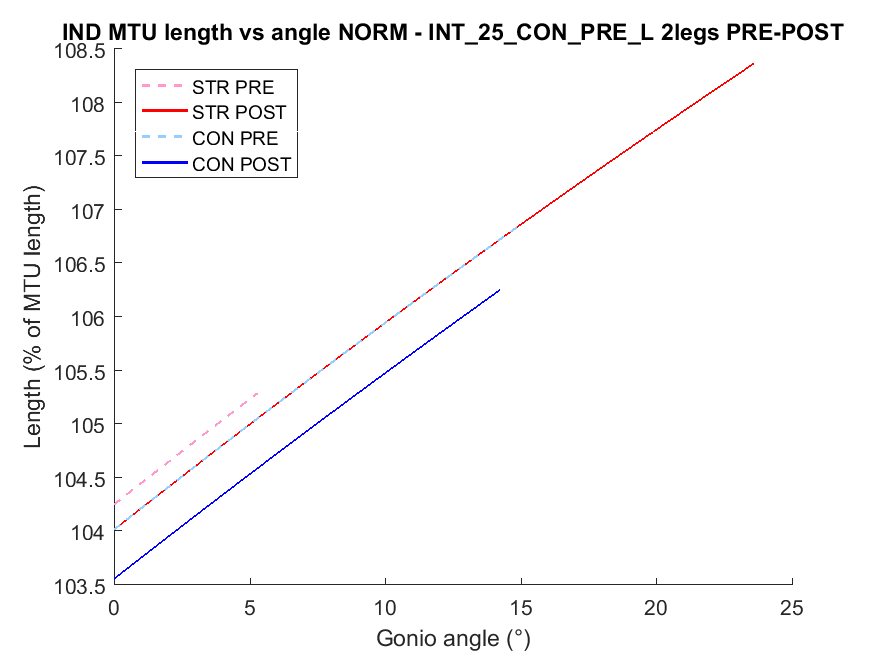 IND MTU length vs angle NORM - INT_25_CON_PRE_L 2legs PRE-POST
108.5
108
107.5
107
106.5
106
105.5
105
104.5
104
103.5
Length (% of MTU length)
STR PRE
STR POST
CON PRE
CON POST
0 5 10 15 20 25
Gonio angle (°)